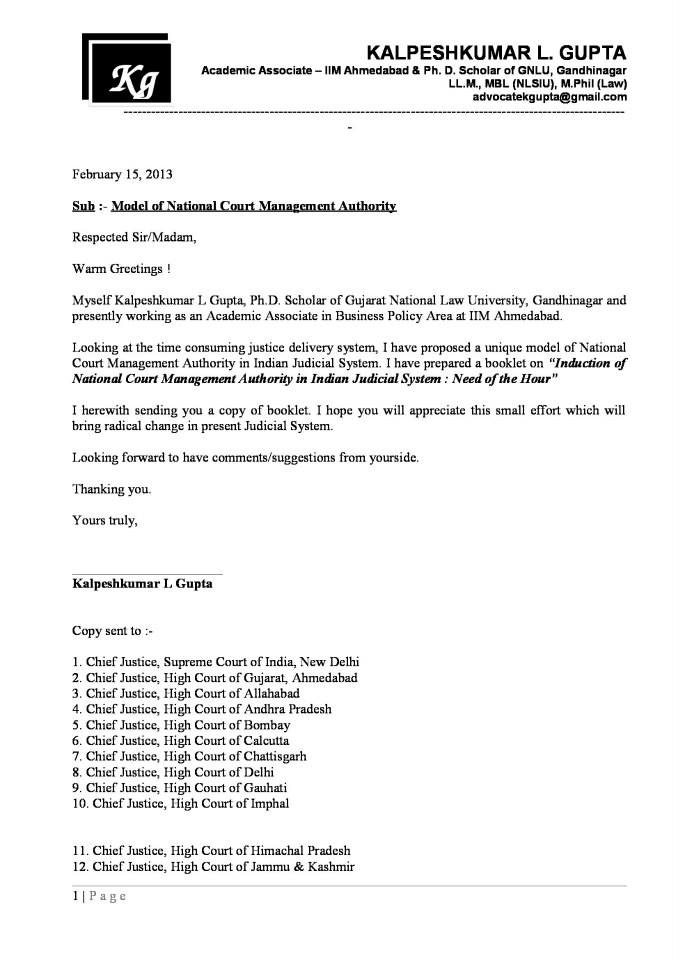 Kg
KALPESHKUMAR L. GUPTA
Academic Associate – IIM Ahmedabad & Ph. D. Scholar of GNLU, Gandhinagar
LL.M., MBL (NLSIU), M.Phil (Law)
advocatekgupta@gmail.com
-----------------------------------------------------------------------------------------------------------------
-
February 15, 2013
Sub :- Model of National Court Management Authority
Respected Sir/Madam,
Warm Greetings !
Myself Kalpeshkumar L Gupta, Ph.D. Scholar of Gujarat National Law University, Gandhinagar and
presently working as an Academic Associate in Business Policy Area at IIM Ahmedabad.
Looking at the time consuming justice delivery system, I have proposed a unique model of National
Court Management Authority in Indian Judicial System. I have prepared a booklet on “Induction of
National Court Management Authority in Indian Judicial System : Need of the Hour”
I herewith sending you a copy of booklet. I hope you will appreciate this small effort which will
bring radical change in present Judicial System.
Looking forward to have comments/suggestions from yourside.
Thanking you.
Yours truly,
Kalpeshkumar L Gupta
Copy sent to :-
1. Chief Justice, Supreme Court of India, New Delhi
2. Chief Justice, High Court of Gujarat, Ahmedabad
3. Chief Justice, High Court of Allahabad
4. Chief Justice, High Court of Andhra Pradesh
5. Chief Justice, High Court of Bombay
6. Chief Justice, High Court of Calcutta
7. Chief Justice, High Court of Chattisgarh
8. Chief Justice, High Court of Delhi
9. Chief Justice, High Court of Gauhati
10. Chief Justice, High Court of Imphal
11. Chief Justice, High Court of Himachal Pradesh
12. Chief Justice, High Court of Jammu & Kashmir
1 | P a g e